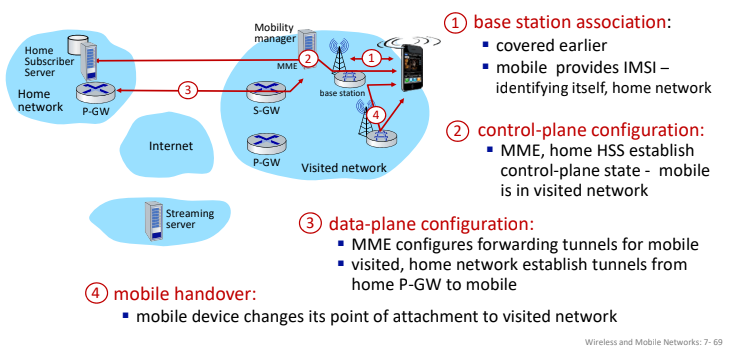 Home
Subscriber
Server
Home
network
P-GW
Mobility
manager
MME
base station
S-GW
P-GW
Visited network
Internet
Streaming
server
1
2
3
4
1 base station association:
▪ covered earlier
▪ mobile provides IMSI –
identifying itself, home network
2 control-plane configuration:
▪ MME, home HSS establish
control-plane state - mobile
is in visited network
3 data-plane configuration:
▪ MME configures forwarding tunnels for mobile
▪ visited, home network establish tunnels from
home P-GW to mobile
4 mobile handover:
▪ mobile device changes its point of attachment to visited network
Wireless and Mobile Networks: 7- 69